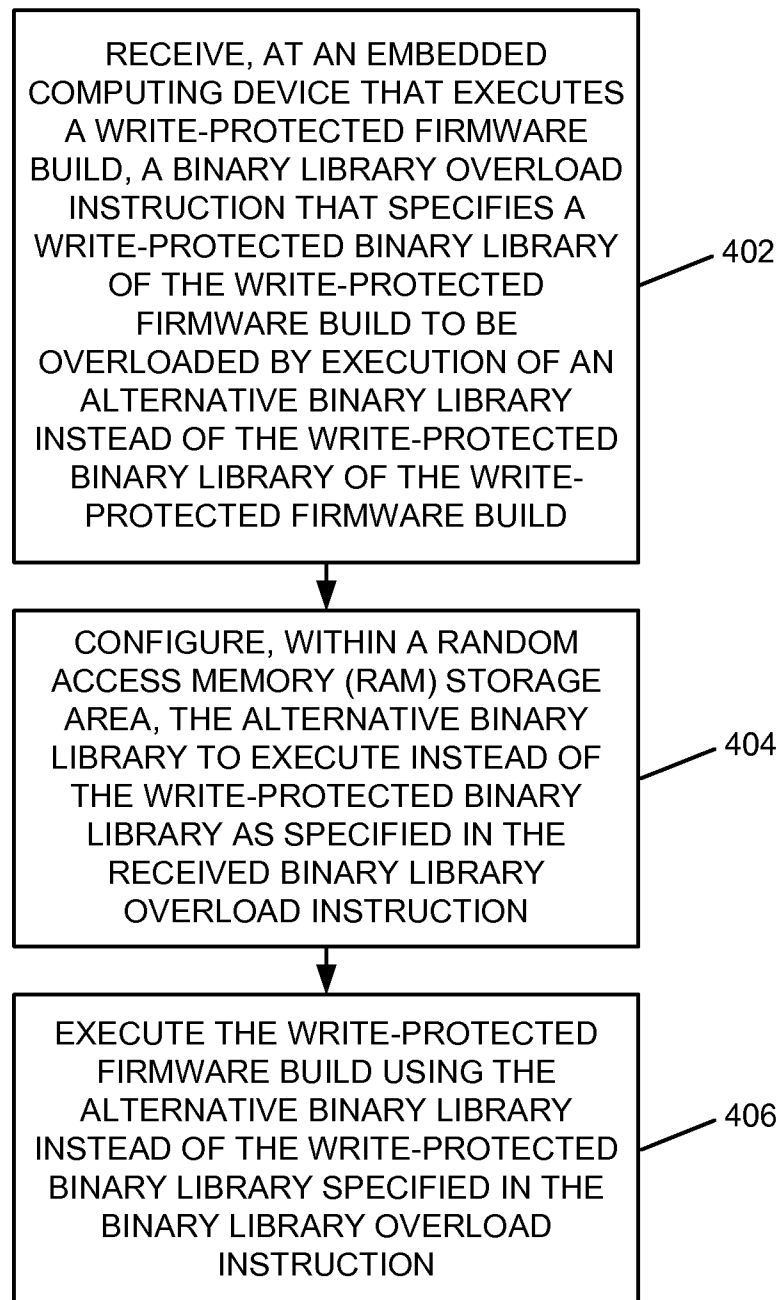 RECEIVE, AT AN EMBEDDED
COMPUTING DEVICE THAT EXECUTES
A WRITE-PROTECTED FIRMWARE
BUILD, A BINARY LIBRARY OVERLOAD
INSTRUCTION THAT SPECIFIES A
WRITE-PROTECTED BINARY LIBRARY
OF THE WRITE-PROTECTED
FIRMWARE BUILD TO BE
OVERLOADED BY EXECUTION OF AN
ALTERNATIVE BINARY LIBRARY
INSTEAD OF THE WRITE-PROTECTED
BINARY LIBRARY OF THE WRITE-
PROTECTED FIRMWARE BUILD
402
CONFIGURE, WITHIN A RANDOM
ACCESS MEMORY (RAM) STORAGE
AREA, THE ALTERNATIVE BINARY
LIBRARY TO EXECUTE INSTEAD OF
THE WRITE-PROTECTED BINARY
LIBRARY AS SPECIFIED IN THE
RECEIVED BINARY LIBRARY
OVERLOAD INSTRUCTION
404
EXECUTE THE WRITE-PROTECTED
FIRMWARE BUILD USING THE
ALTERNATIVE BINARY LIBRARY
INSTEAD OF THE WRITE-PROTECTED
BINARY LIBRARY SPECIFIED IN THE
BINARY LIBRARY OVERLOAD
INSTRUCTION
406